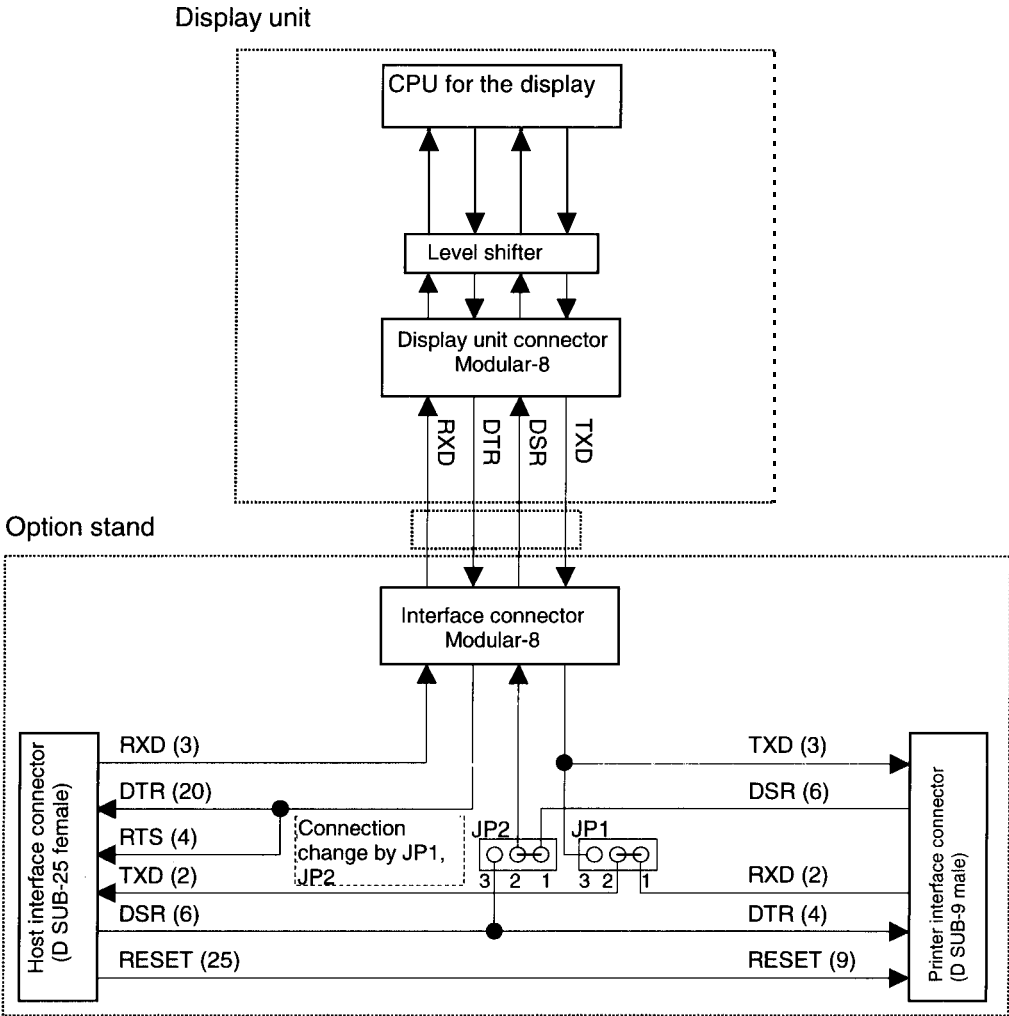 Display unit
CPU for the display
Level shifter
Display unit connector
Modular-8
RXD
DTR
DSR
TXD
Option stand
Interface connector
Modular-8
Host interface connector
(D SUB-25 female)
RXD (3)
DTR (20)
RTS (4)
TXD (2)
DSR (6)
RESET (25)
Connection
change by JP1,
JP2
JP2
3 2 1
JP1
3 2 1
TXD (3)
DSR (6)
RXD (2)
DTR (4)
RESET (9)
Printer interface connector
(D SUB-9 male)